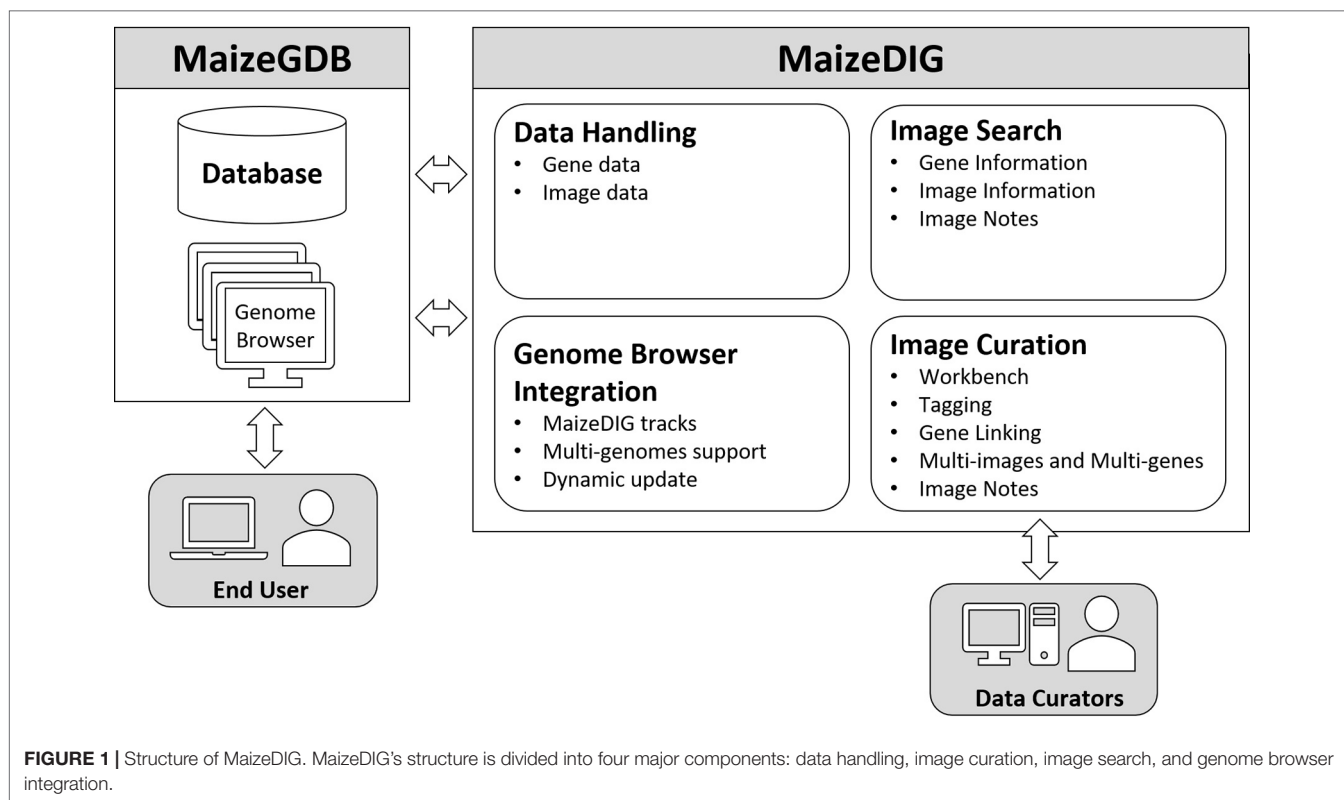 MaizeGDB
Database
Genome
Browser
End User
MaizeDIG
Data Handling
• Gene data
• Image data
Image Search
• Gene Information
• Image Information
• Image Notes
Genome Browser
Integration
• MaizeDIG tracks
• Multi-genomes support
• Dynamic update
Image Curation
• Workbench
• Tagging
• Gene Linking
• Multi-images and Multi-genes
• Image Notes
Data Curators
FIGURE 1 | Structure of MaizeDIG. MaizeDIG’s structure is divided into four major components: data handling, image curation, image search, and genome browser
integration.